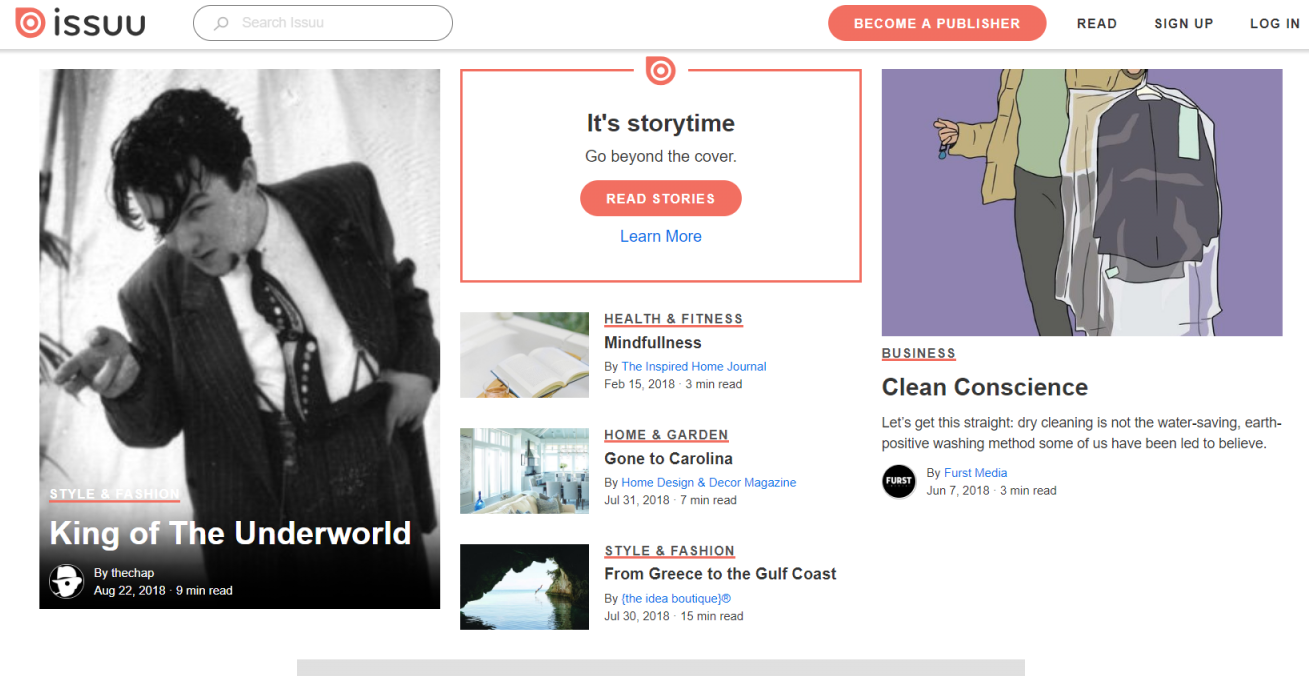 issuu
Search Issuu
BECOME A PUBLISHER
READ
SIGN UP
LOG IN
STYLE & FASHION
King of The Underworld
By thechap
Aug 22, 2018 · 9 min read
It's storytime
Go beyond the cover.
READ STORIES
Learn More
HEALTH & FITNESS
Mindfullness
By The Inspired Home Journal
Feb 15, 2018 · 3 min read
HOME & GARDEN
Gone to Carolina
By Home Design & Decor Magazine
Jul 31, 2018 · 7 min read
STYLE & FASHION
From Greece to the Gulf Coast
By {the idea boutique}®
Jul 30, 2018 · 15 min read
BUSINESS
Clean Conscience
Let's get this straight: dry cleaning is not the water-saving, earth-
positive washing method some of us have been led to believe.
FURST
By Furst Media
Jun 7, 2018 · 3 min read